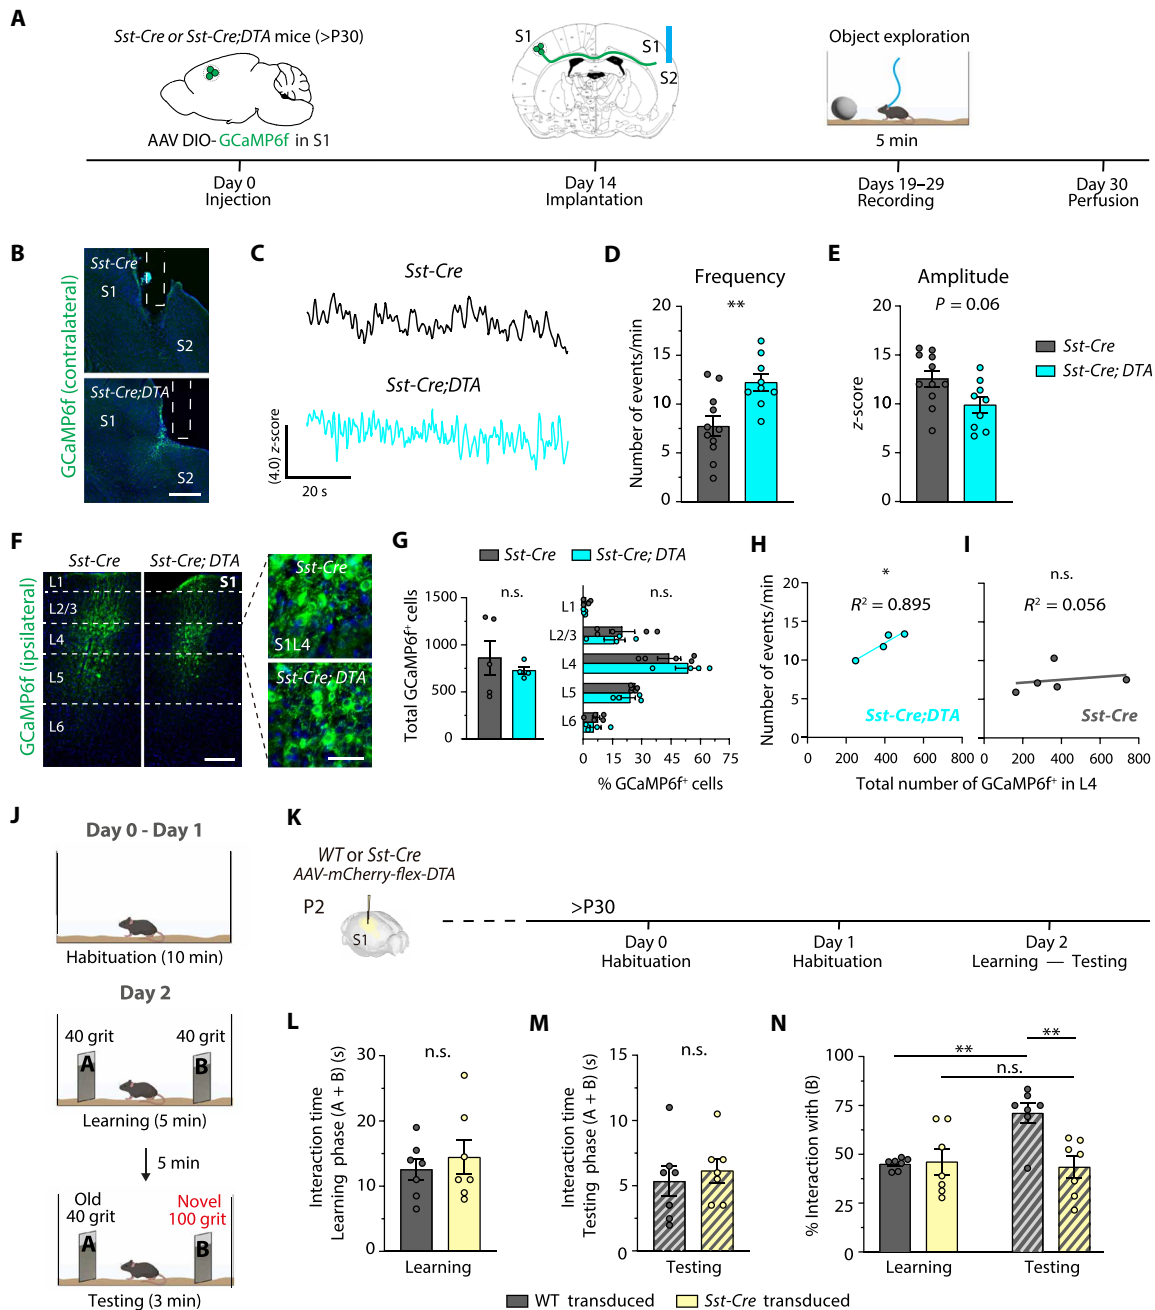 A
Sst-Cre or Sst-Cre;DTA mice (>P30)
AAV DIO-GCaMP6f in S1
S1
S1
S2
Object exploration
5 min
Day 0
Injection
Day 14
Implantation
Days 19–29
Recording
Day 30
Perfusion
B
GCaMP6f (contralateral)
Sst-Cre
S1
S2
Sst-Cre;DTA
S1
S2
C
Sst-Cre
Sst-Cre;DTA
(4.0) z-score
20 s
D
Frequency
**
Number of events/min
20
15
10
5
0
E
Amplitude
P = 0.06
z-score
20
15
10
5
0
Sst-Cre
Sst-Cre; DTA
F
GCaMP6f (ipsilateral)
Sst-Cre
Sst-Cre; DTA
S1
L1
L2/3
L4
L5
L6
Sst-Cre
S1L4
Sst-Cre; DTA
G
Sst-Cre
Sst-Cre; DTA
n.s.
Total GCaMP6f+ cells
1500
1000
500
0
n.s.
L1
L2/3
L4
L5
L6
0 15 30 45 60 75
% GCaMP6f+ cells
H
*
R² = 0.895
Number of events/min
20
15
10
5
0
Sst-Cre;DTA
0 200 400 600 800
I
n.s.
R² = 0.056
Sst-Cre
0 200 400 600 800
Total number of GCaMP6f+ in L4
J
Day 0 - Day 1
Habituation (10 min)
Day 2
40 grit
40 grit
A
B
Learning (5 min)
5 min
Old
40 grit
Novel
100 grit
A
B
Testing (3 min)
K
WT or Sst-Cre
AAV-mCherry-flex-DTA
P2
S1
>P30
Day 0
Habituation
Day 1
Habituation
Day 2
Learning — Testing
L
n.s.
Interaction time
Learning phase (A + B) (s)
30
20
10
0
Learning
M
n.s.
Interaction time
Testing phase (A + B) (s)
15
10
5
0
Testing
N
**
**
n.s.
% Interaction with (B)
100
75
50
25
0
Learning
Testing
WT transduced
Sst-Cre transduced